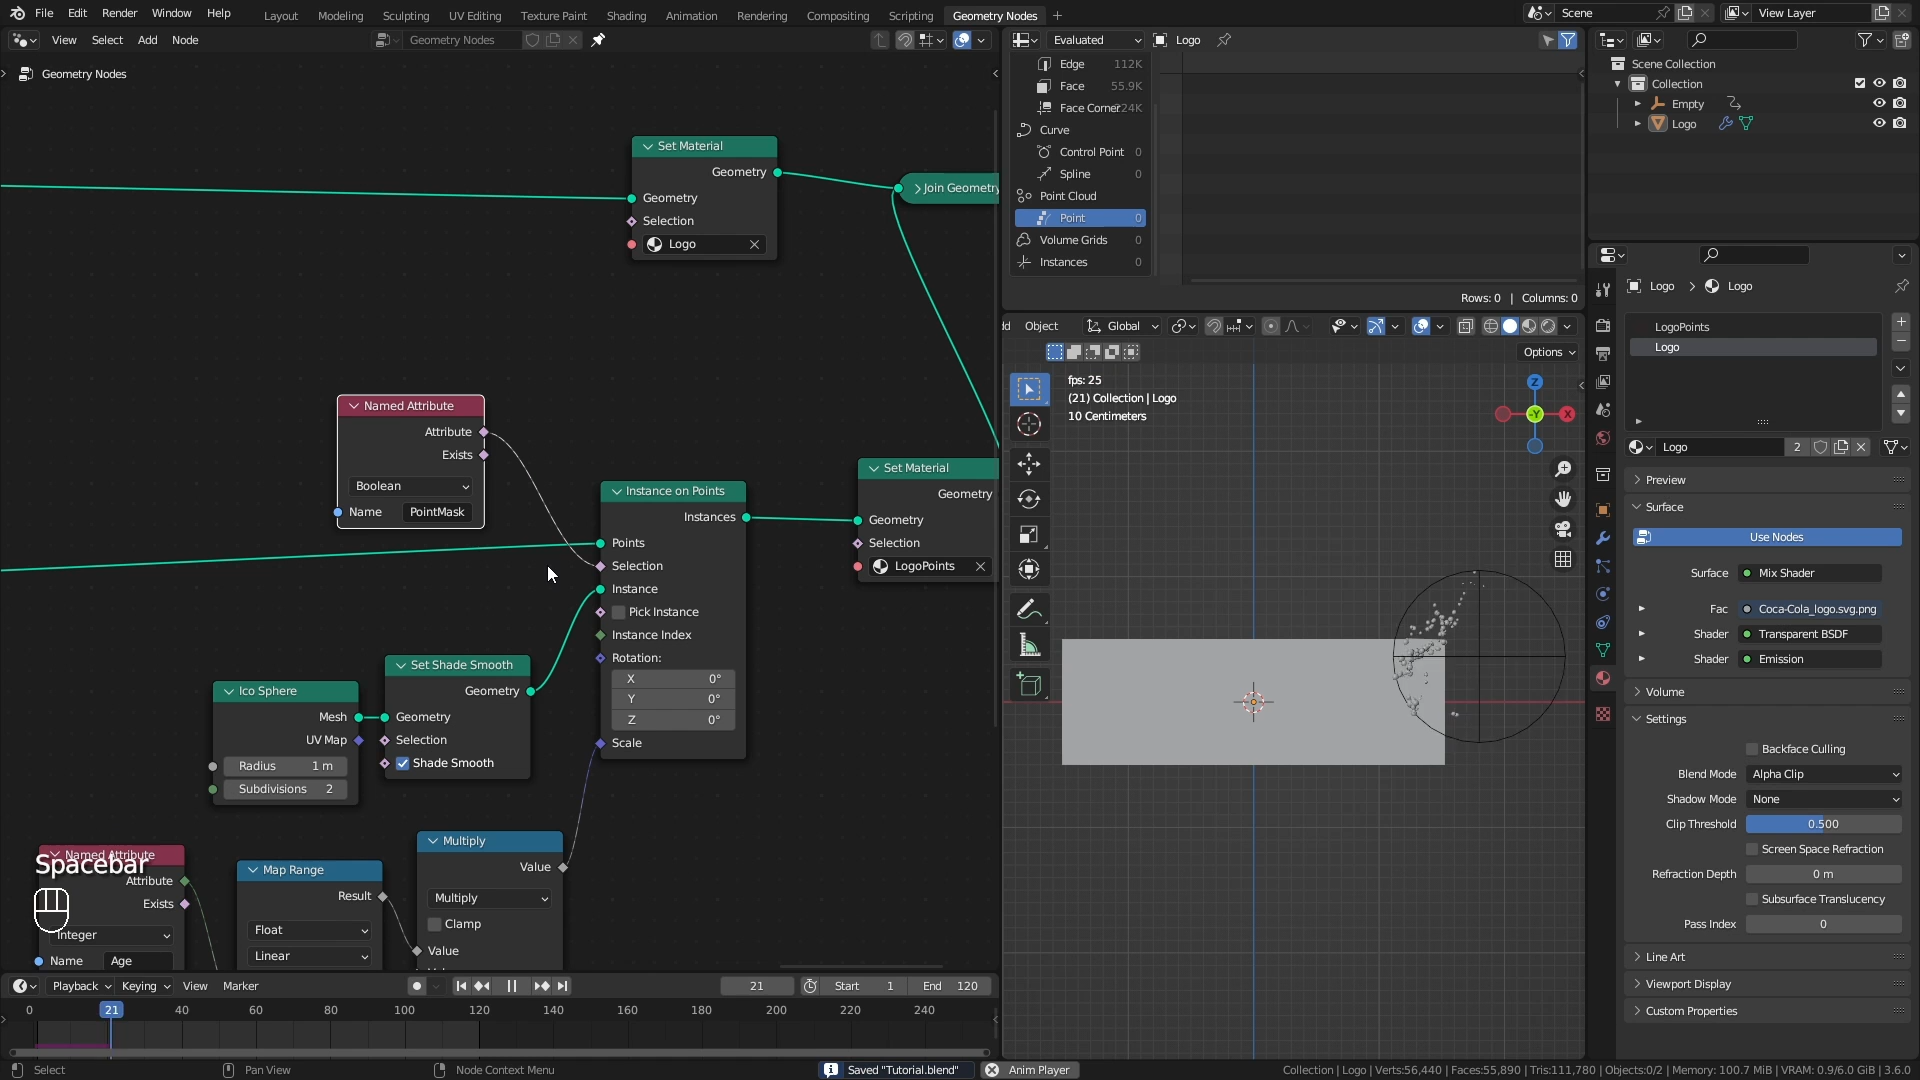 File Edit Render Window Help
Layout Modeling Sculpting UV Editing Texture Paint Shading Animation Rendering Compositing Scripting Geometry Nodes
Scene
View Layer
View Select Add Node
Geometry Nodes
Geometry Nodes
Set Material
Geometry
Geometry
Selection
Logo
Join Geometry
Named Attribute
Attribute
Exists
Boolean
Name PointMask
Instance on Points
Instances
Points
Selection
Instance
Pick Instance
Instance Index
Rotation:
X 0°
Y 0°
Z 0°
Scale
Set Material
Geometry
Geometry
Selection
LogoPoints
Ico Sphere
Mesh
UV Map
Radius 1 m
Subdivisions 2
Set Shade Smooth
Geometry
Geometry
Selection
Shade Smooth
Named Attribute
Attribute
Exists
Integer
Name Age
Spacebar
Map Range
Result
Float
Linear
Multiply
Value
Multiply
Clamp
Value
Playback Keying View Marker
21
Start 1
End 120
0 21 40 60 80 100 120 140 160 180 200 220 240
Evaluated
Logo
Edge 112K
Face 55.9K
Face Corner 24K
Curve
Control Point 0
Spline 0
Point Cloud
Point 0
Volume Grids 0
Instances 0
Rows: 0 | Columns: 0
Object
Global
Options
fps: 25
(21) Collection | Logo
10 Centimeters
Z
-Y
X
Scene Collection
Collection
Empty
Logo
Logo
Logo
LogoPoints
Logo
Logo 2
Preview
Surface
Use Nodes
Surface Mix Shader
Fac Coca-Cola_logo.svg.png
Shader Transparent BSDF
Shader Emission
Volume
Settings
Backface Culling
Blend Mode Alpha Clip
Shadow Mode None
Clip Threshold 0.500
Screen Space Refraction
Refraction Depth 0 m
Subsurface Translucency
Pass Index 0
Line Art
Viewport Display
Custom Properties
Select
Pan View
Node Context Menu
Saved "Tutorial.blend"
Anim Player
Collection | Logo | Verts:56,440 | Faces:55,890 | Tris:111,780 | Objects:0/2 | Memory: 100.7 MiB | VRAM: 0.9/6.0 GiB | 3.6.0